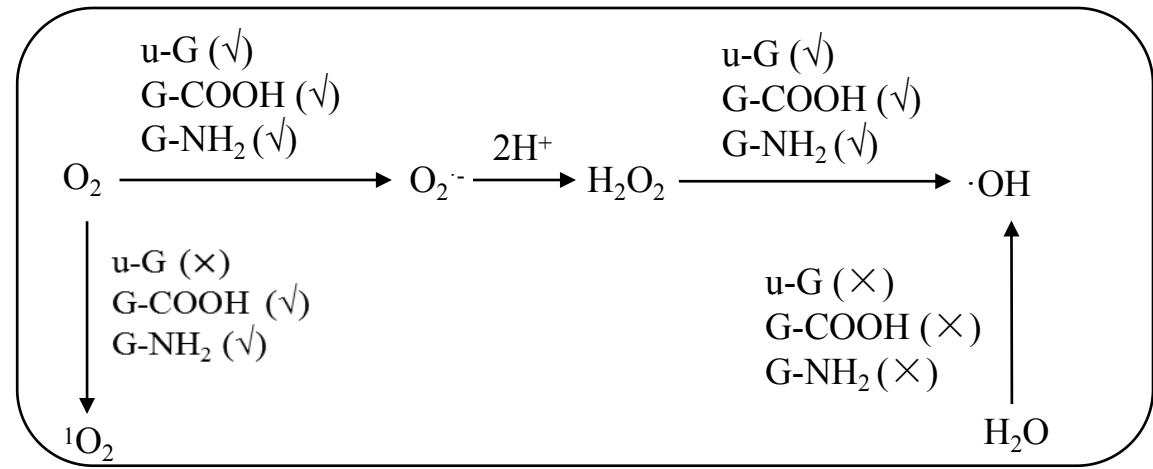 u-G (√)
G-COOH (√)
G-NH₂ (√)
u-G (√)
G-COOH (√)
G-NH₂ (√)
O₂
O₂·⁻
2H⁺
H₂O₂
·OH
u-G (×)
G-COOH (√)
G-NH₂ (√)
u-G (×)
G-COOH (×)
G-NH₂ (×)
¹O₂
H₂O